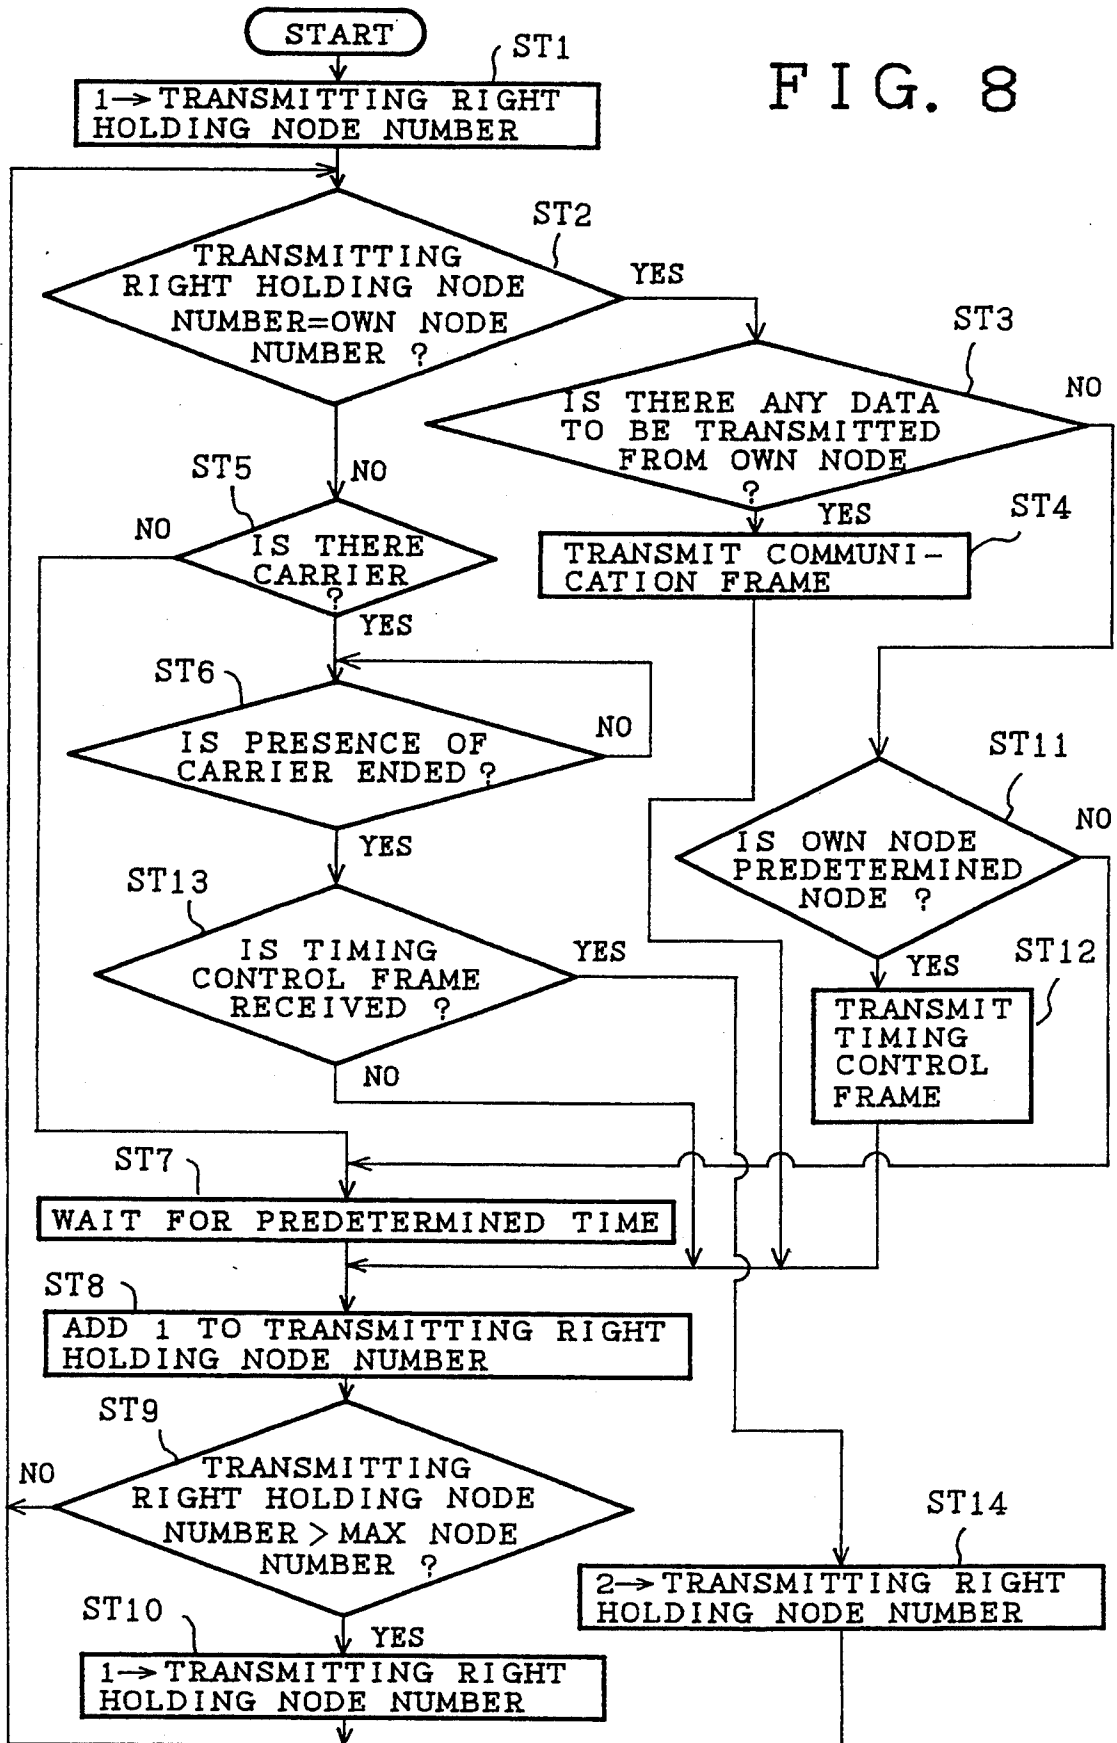 START
ST1
FIG. 8
1→TRANSMITTING RIGHT
HOLDING NODE NUMBER
ST2
TRANSMITTING
RIGHT HOLDING NODE
NUMBER=OWN NODE
NUMBER ?
YES
ST3
IS THERE ANY DATA
TO BE TRANSMITTED
FROM OWN NODE
?
NO
YES
ST4
TRANSMIT COMMUNI-
CATION FRAME
NO
ST5
IS THERE
CARRIER
?
NO
YES
ST6
IS PRESENCE OF
CARRIER ENDED ?
NO
YES
ST11
IS OWN NODE
PREDETERMINED
NODE ?
NO
YES
ST12
TRANSMIT
TIMING
CONTROL
FRAME
ST13
IS TIMING
CONTROL FRAME
RECEIVED ?
YES
NO
ST7
WAIT FOR PREDETERMINED TIME
ST8
ADD 1 TO TRANSMITTING RIGHT
HOLDING NODE NUMBER
ST9
TRANSMITTING
RIGHT HOLDING NODE
NUMBER > MAX NODE
NUMBER ?
NO
YES
ST14
2→TRANSMITTING RIGHT
HOLDING NODE NUMBER
ST10
1→TRANSMITTING RIGHT
HOLDING NODE NUMBER